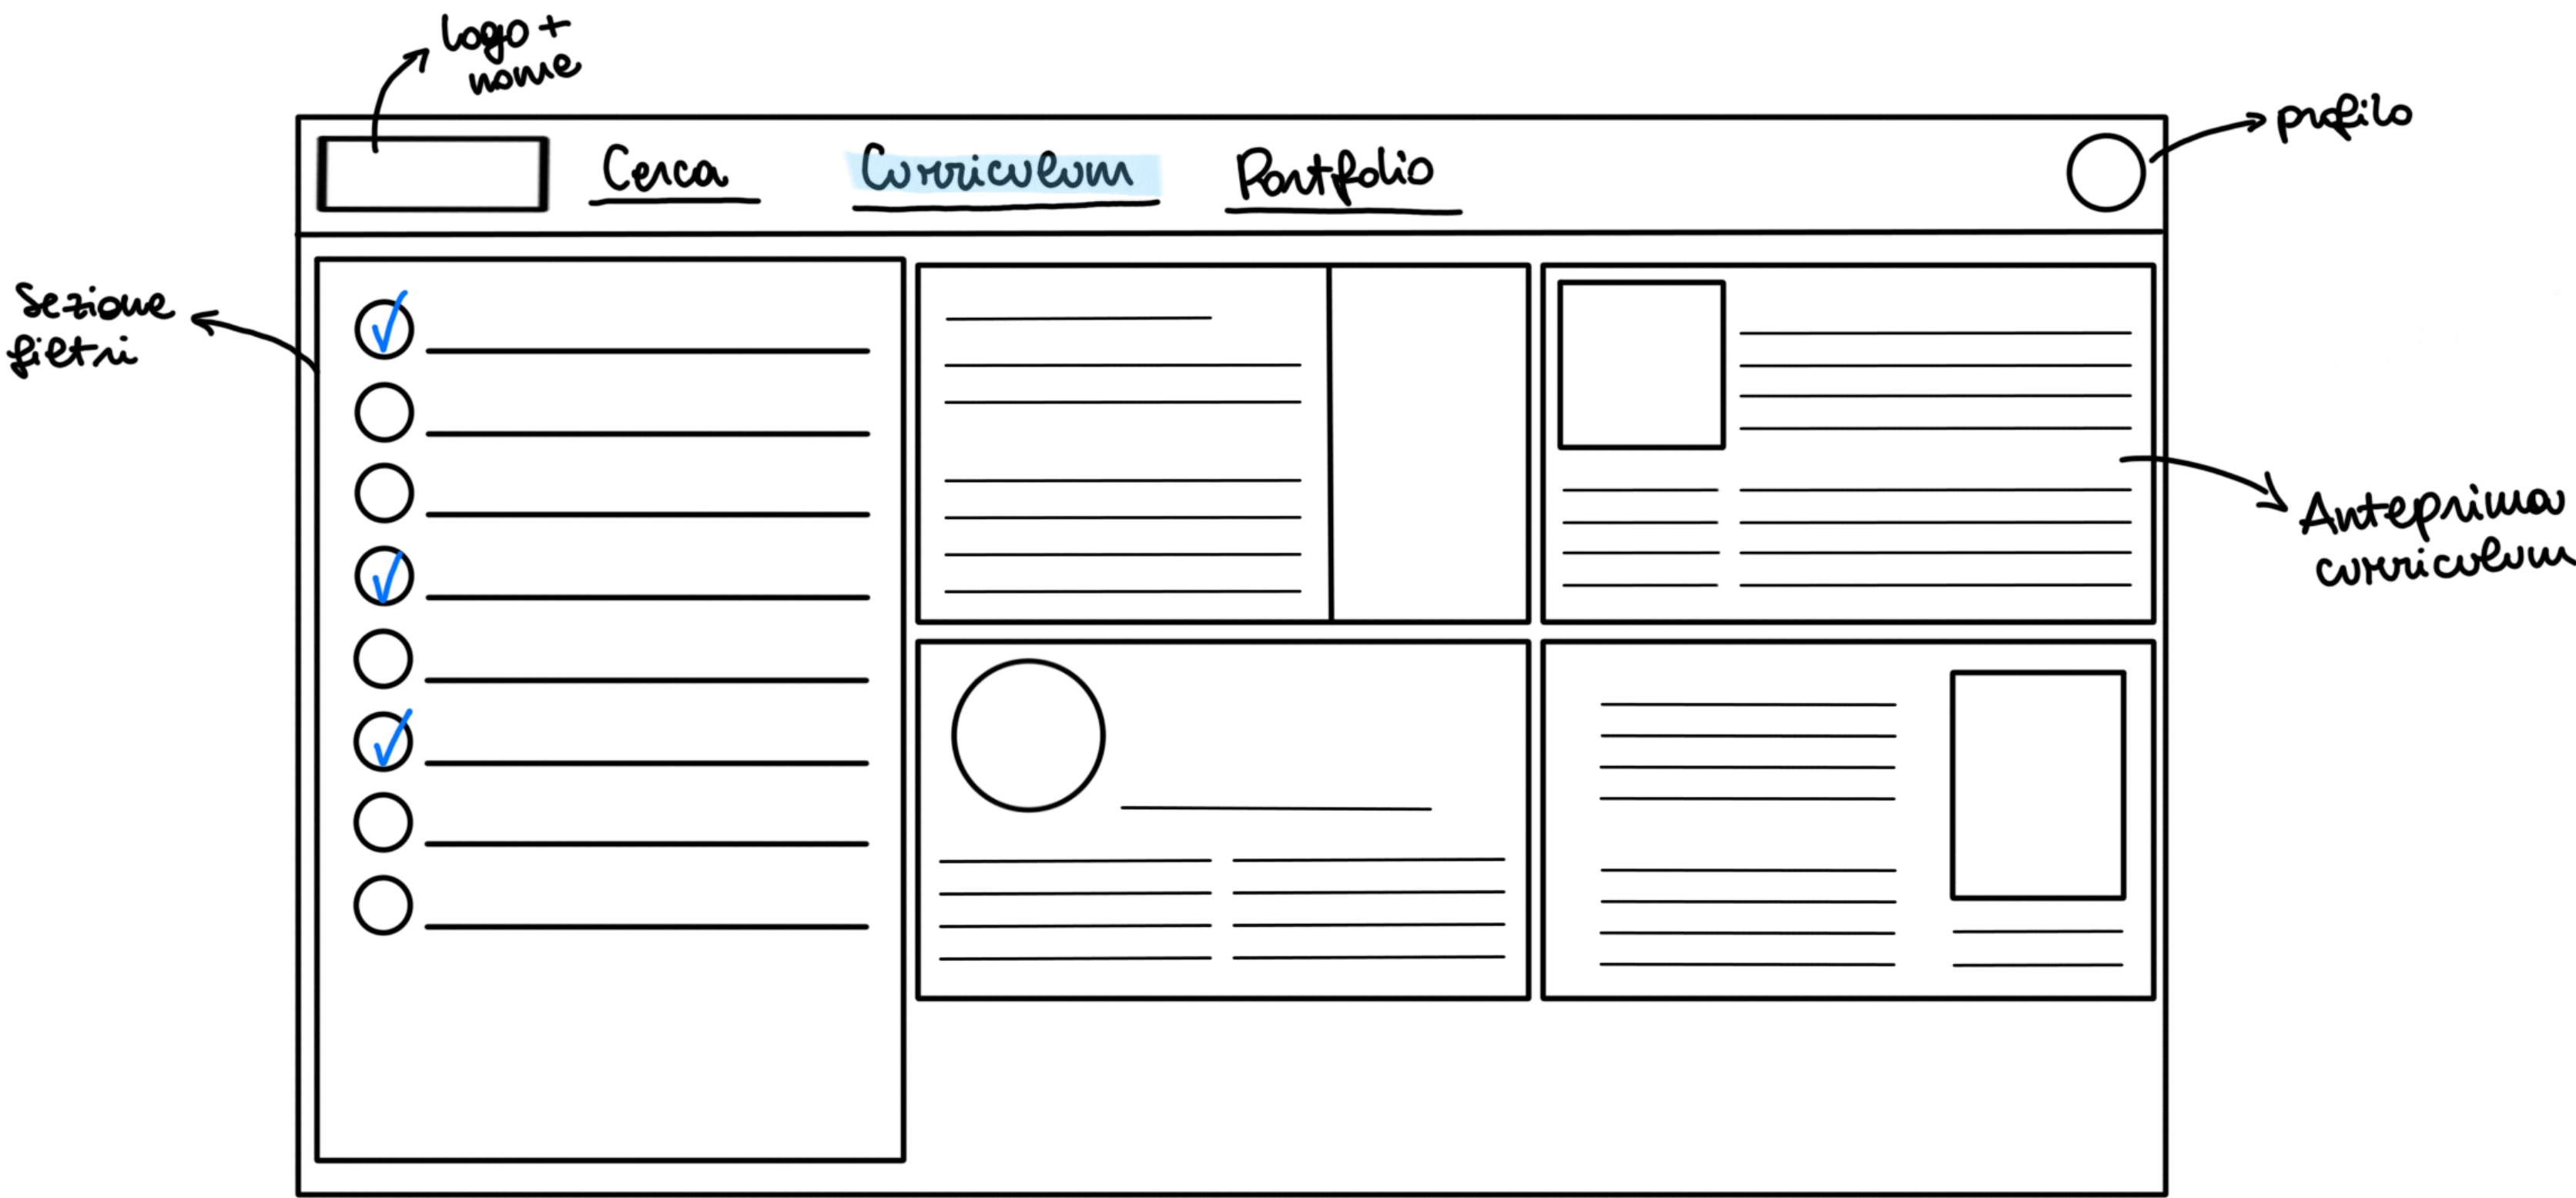 logo +
nome
profilo
Cerca
Curriculum
Portfolio
Sezione
filtri
Anteprima
curriculum